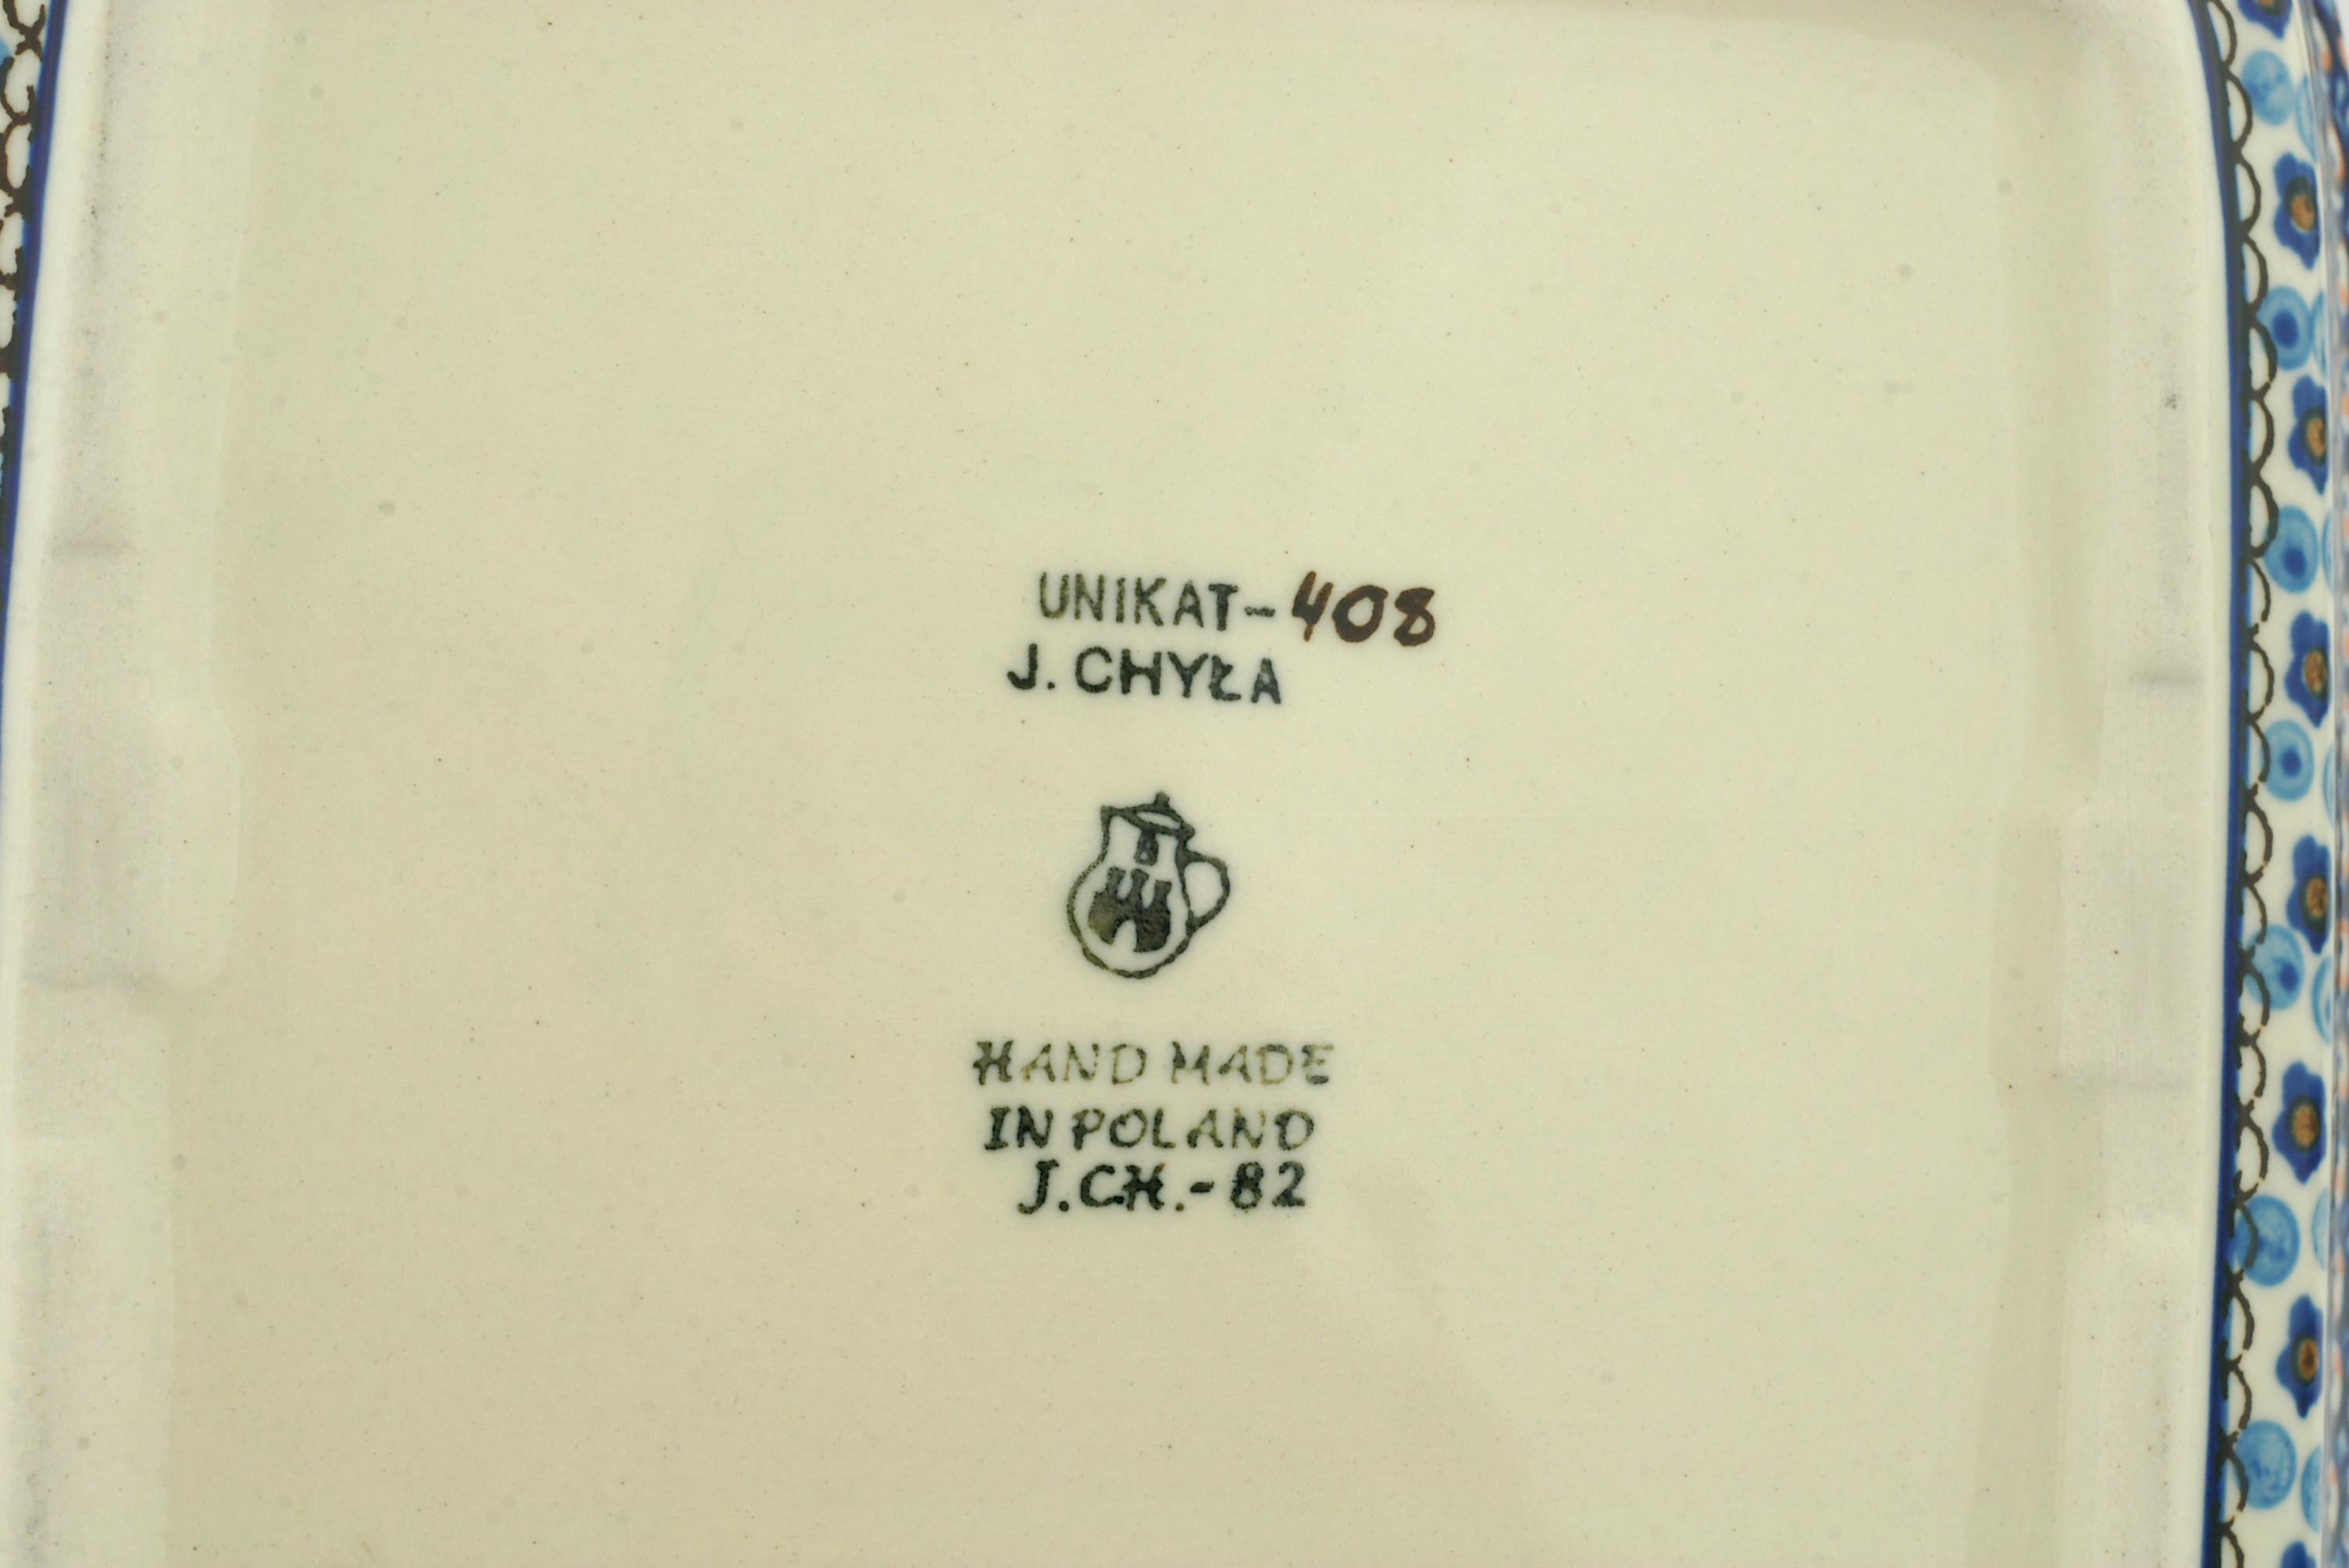 UNIKAT-408
J. CHYŁA
B
HAND MADE
IN POLAND
J.CH.-82